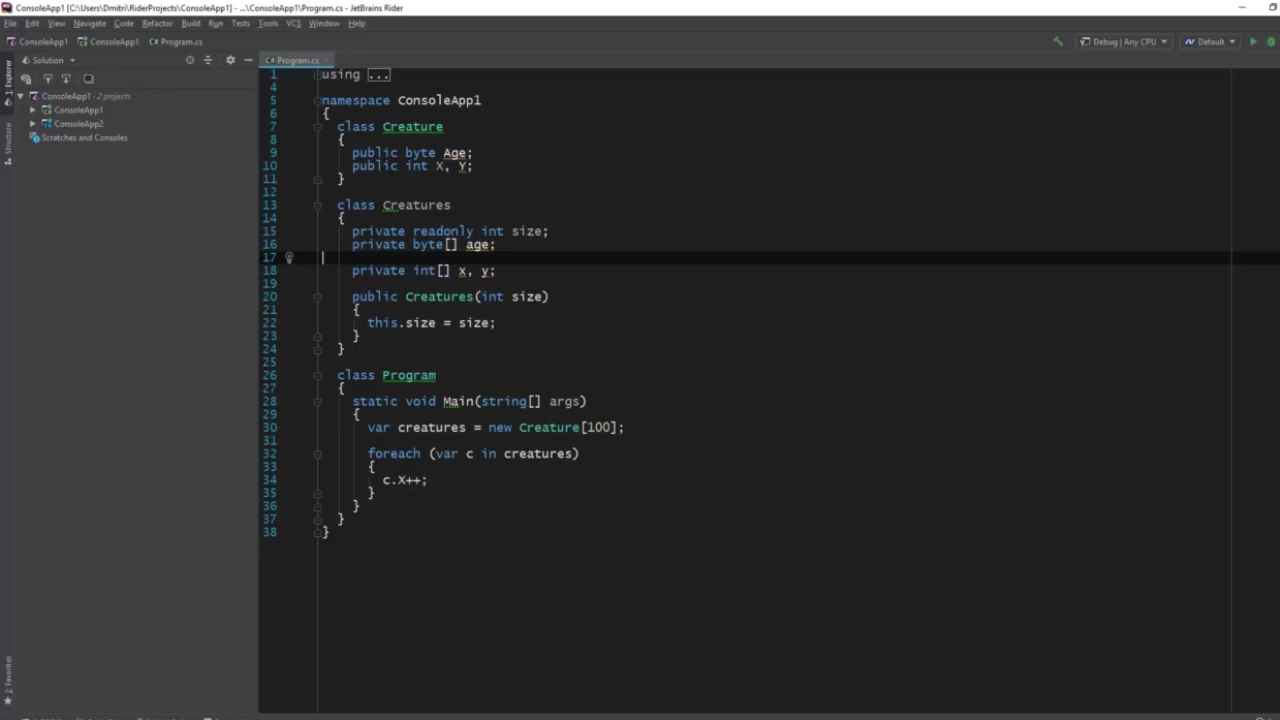 ConsoleApp1 [C:\Users\Dmitri\RiderProjects\ConsoleApp1] - ...\ConsoleApp1\Program.cs - JetBrains Rider
File Edit View Navigate Code Refactor Build Run Tests Tools VCS Window Help
ConsoleApp1 ConsoleApp1 Program.cs Debug | Any CPU Default
1: Explorer
Structure
2: Favorites
Solution
ConsoleApp1 · 2 projects
ConsoleApp1
ConsoleApp2
Scratches and Consoles
C# Program.cs
1 using ...
4
5 namespace ConsoleApp1
6 {
7 class Creature
8 {
9 public byte Age;
10 public int X, Y;
11 }
12
13 class Creatures
14 {
15 private readonly int size;
16 private byte[] age;
17
18 private int[] x, y;
19
20 public Creatures(int size)
21 {
22 this.size = size;
23 }
24 }
25
26 class Program
27 {
28 static void Main(string[] args)
29 {
30 var creatures = new Creature[100];
31
32 foreach (var c in creatures)
33 {
34 c.X++;
35 }
36 }
37 }
38 }